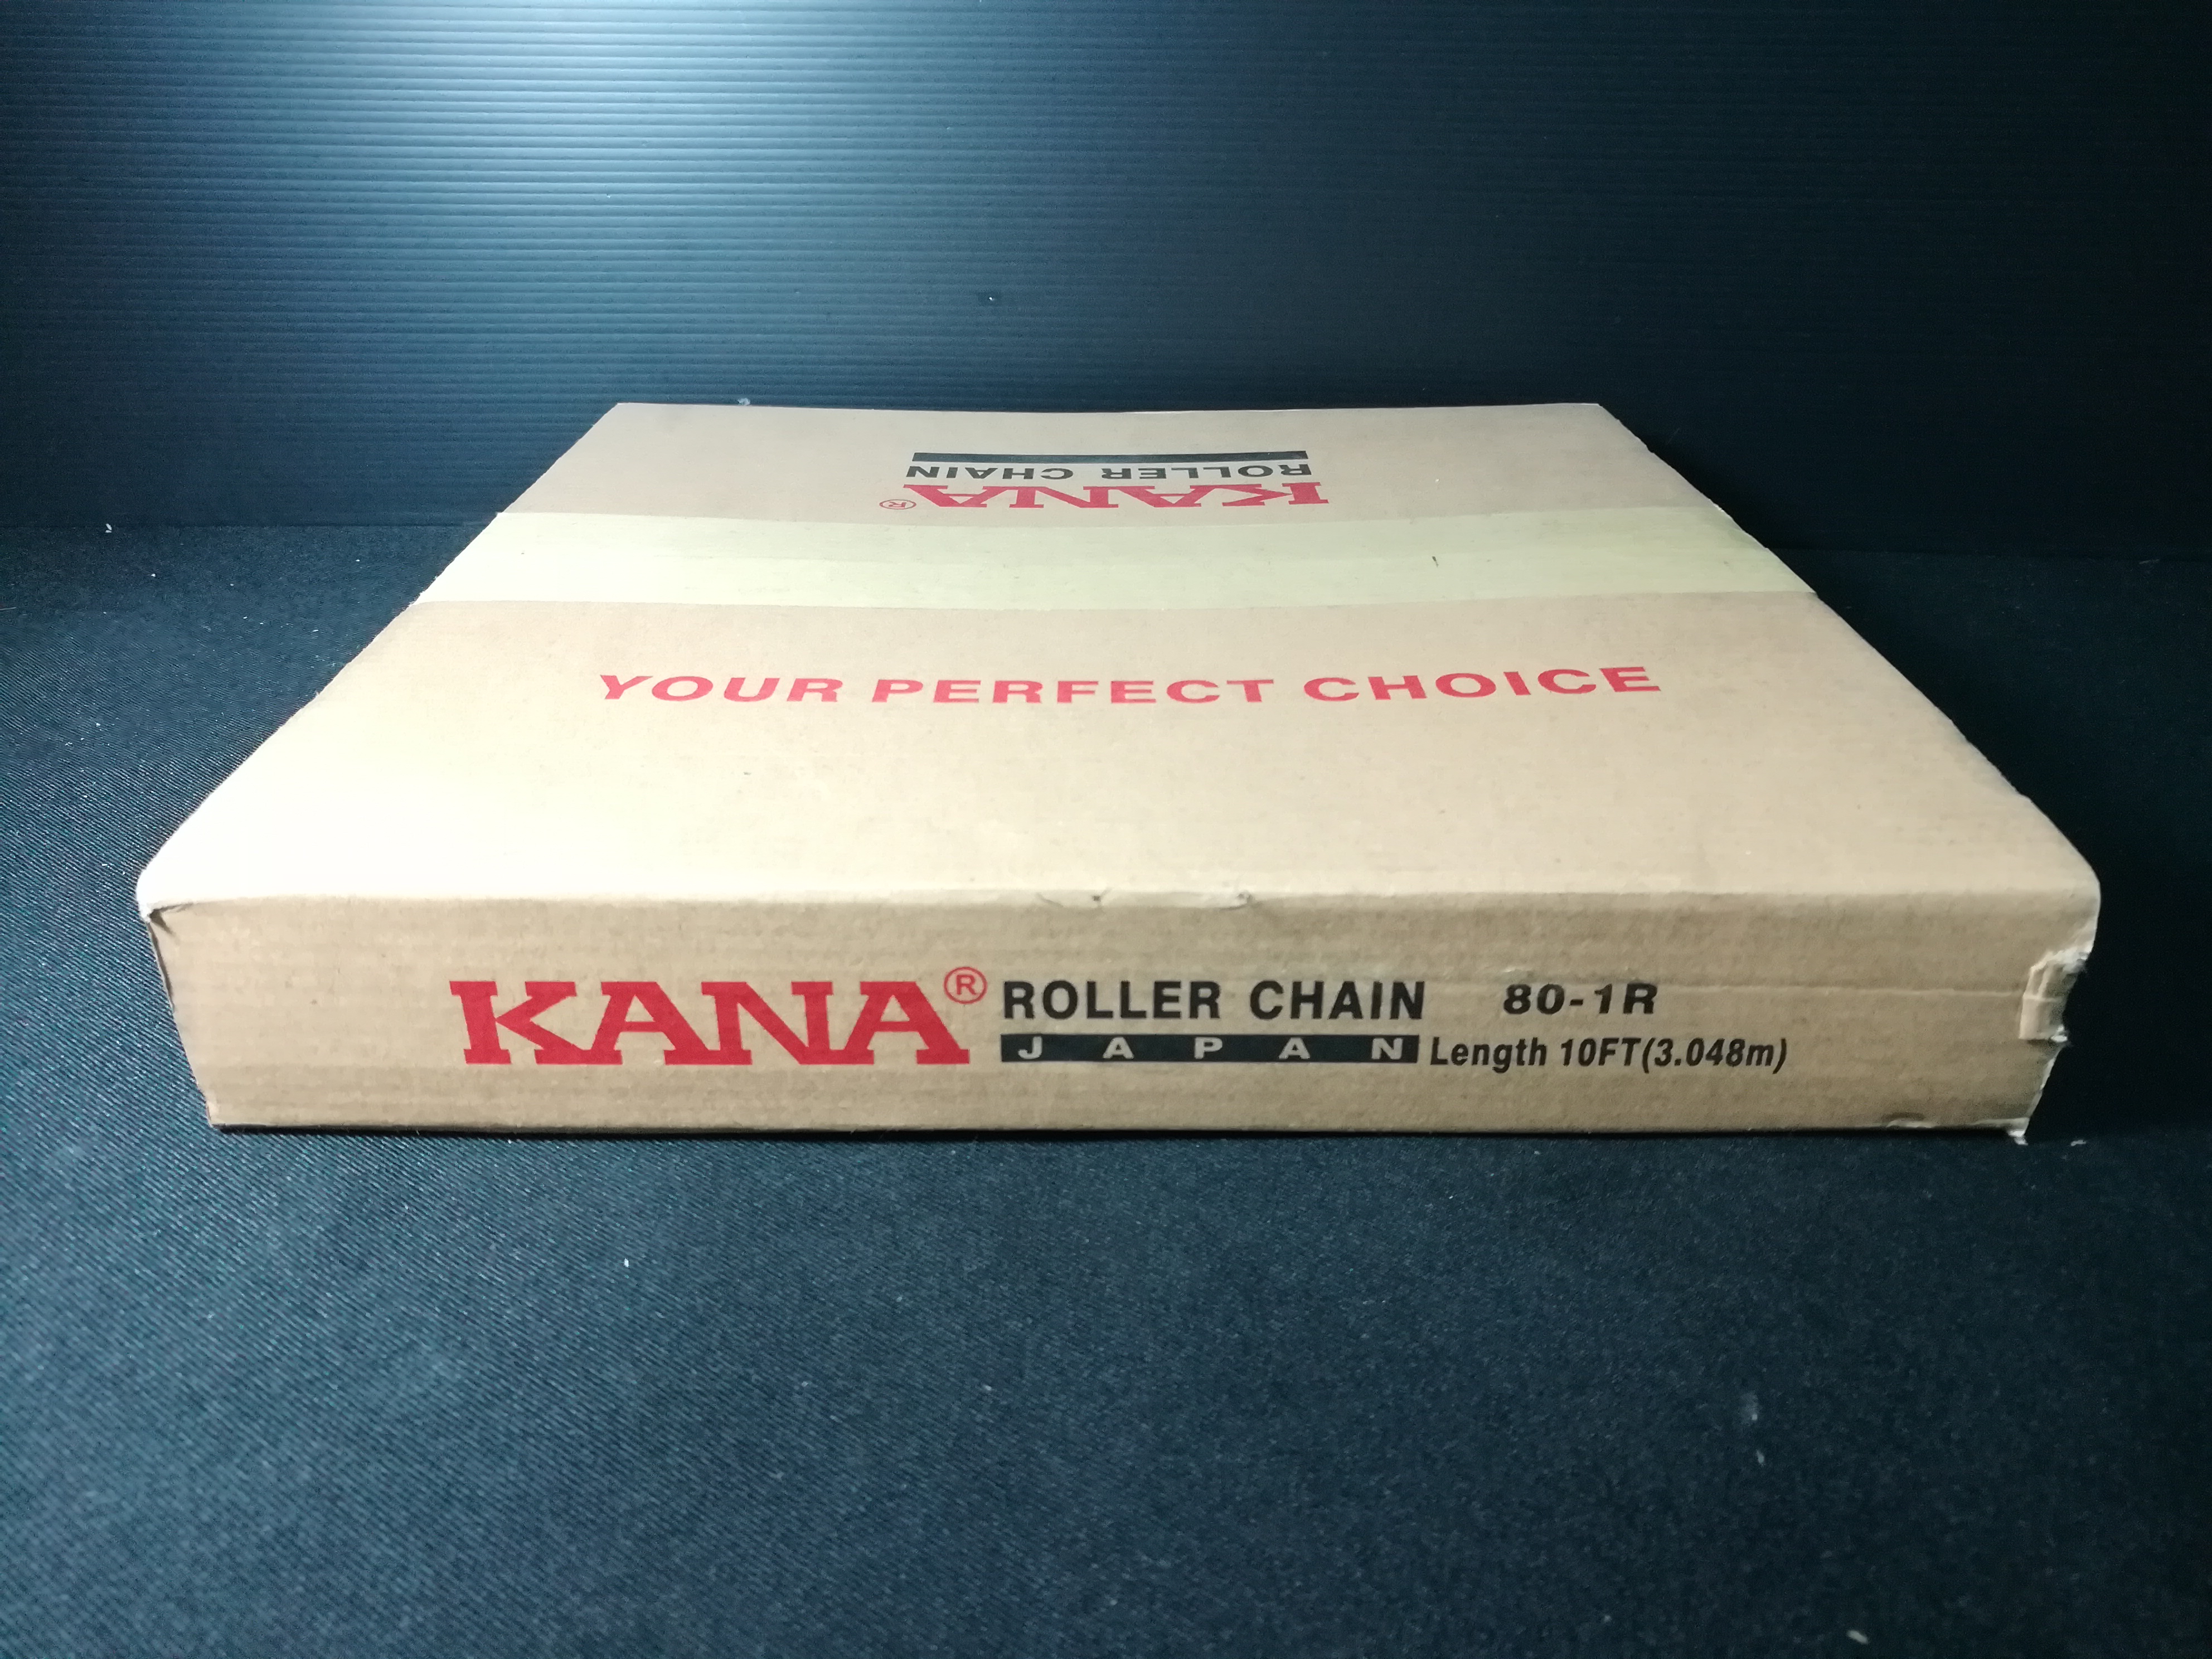 KANA®
ROLLER CHAIN
YOUR PERFECT CHOICE
KANA® ROLLER CHAIN 80-1R
JAPAN Length 10FT(3.048m)